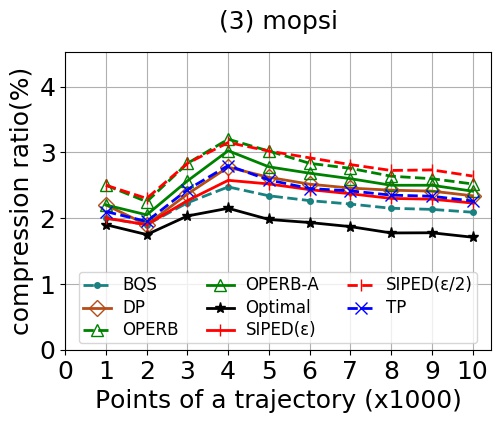 (3) mopsi
compression ratio(%)
4
3
2
1
0
BQS
DP
OPERB
OPERB-A
Optimal
SIPED(ε)
SIPED(ε/2)
TP
0 1 2 3 4 5 6 7 8 9 10
Points of a trajectory (x1000)